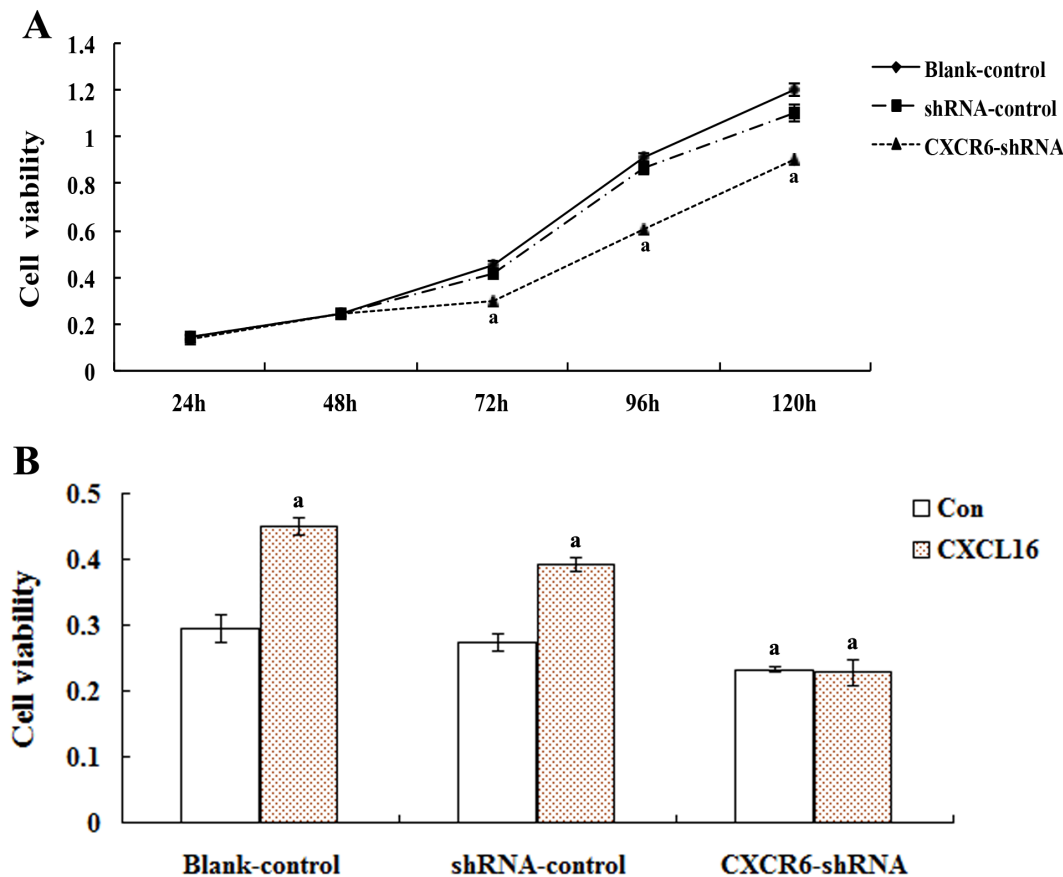 A
1.4
1.2
1
0.8
0.6
0.4
0.2
0
Cell viability
24h 48h 72h 96h 120h
a
a
a
Blank-control
shRNA-control
CXCR6-shRNA
B
0.5
0.4
0.3
0.2
0.1
0
Cell viability
a
a
a a
Con
CXCL16
Blank-control shRNA-control CXCR6-shRNA